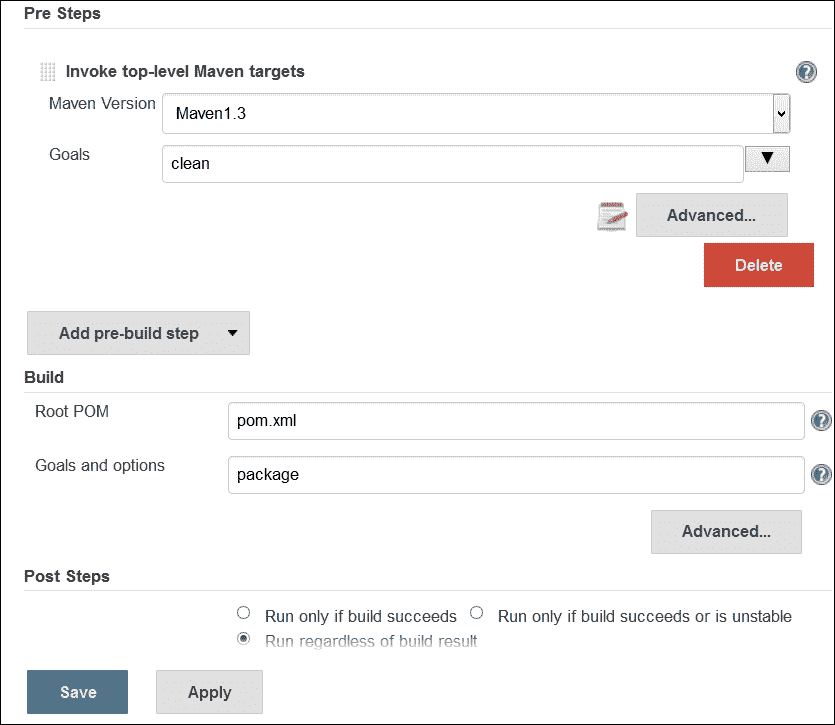 Pre Steps
Invoke top-level Maven targets
Maven Version Maven1.3
Goals clean
Advanced...
Delete
Add pre-build step
Build
Root POM pom.xml
Goals and options package
Advanced...
Post Steps
Run only if build succeeds Run only if build succeeds or is unstable
Run regardless of build result
Save Apply